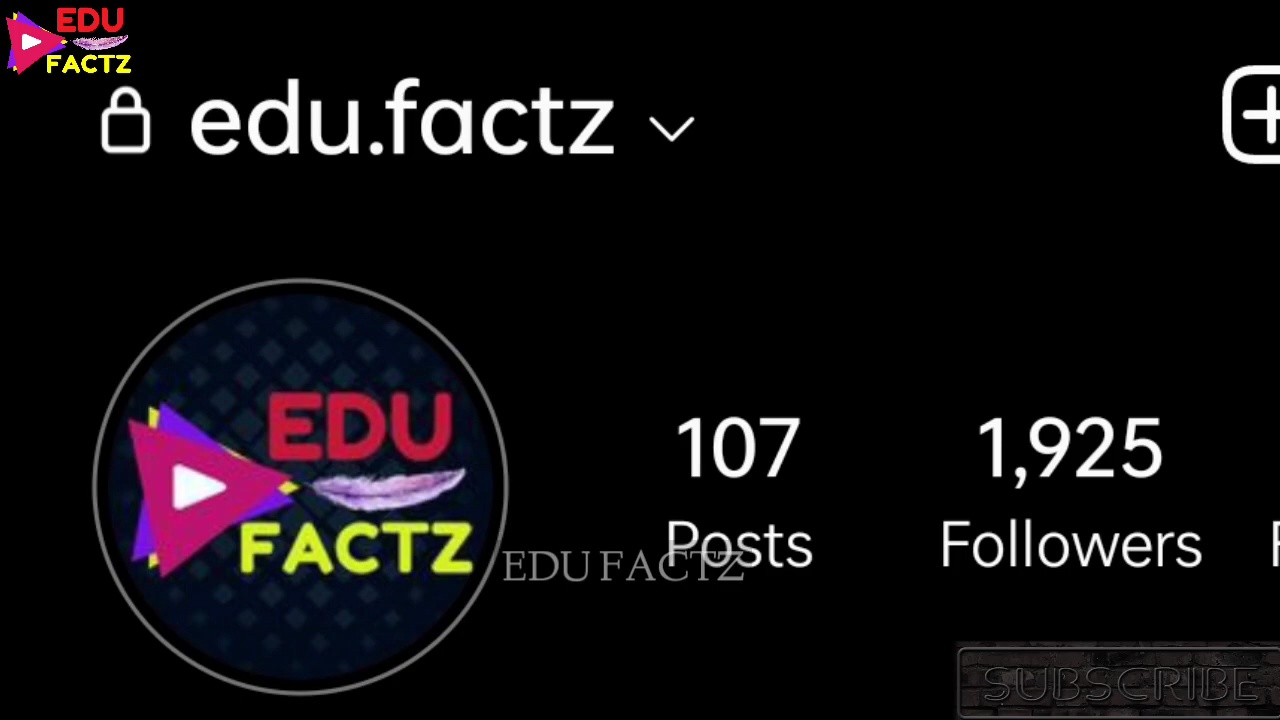 EDU
FACTZ
edu.factz
EDU
FACTZ
107
Posts
1,925
Followers
EDU FACTZ
SUBSCRIBE